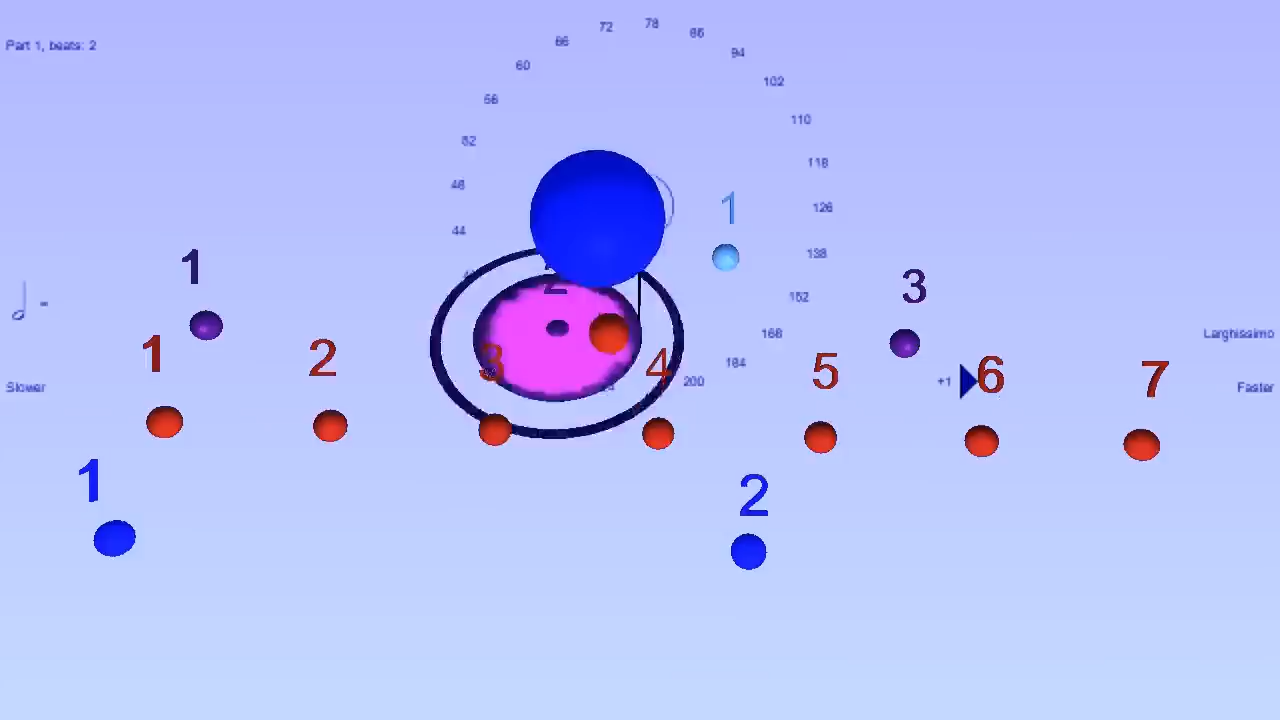 72 78 86
66 94
Part 1, beats: 2
60 102
56 110
52 118
46 126
44 138
1
1 2 3
152
=
168 Larghissimo
184 200
+1
Slower Faster
1 2 3 4 5 6 7
1 2